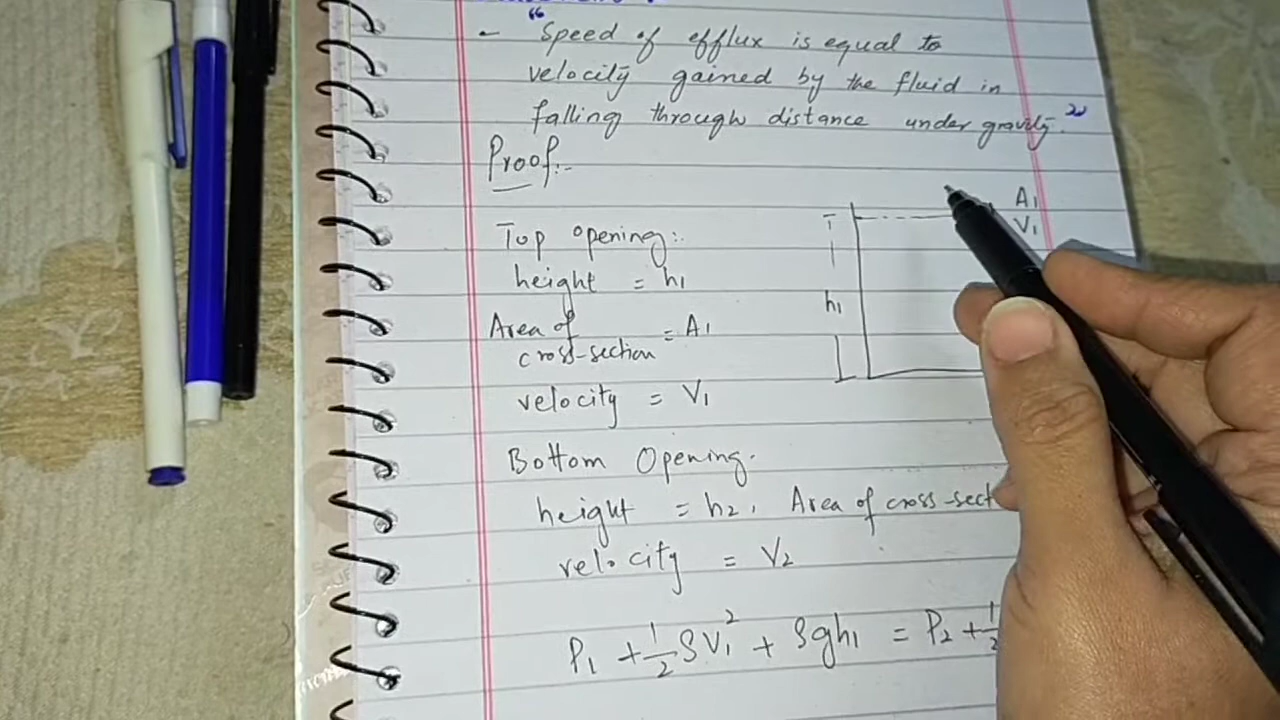 - "Speed of efflux is equal to
velocity gained by the fluid in
falling through distance under gravity."
Proof:-
A1
V1
Top opening:
height = h1
h1
Area of
cross-section = A1
velocity = V1
Bottom Opening.
height = h2, Area of cross-sect
velocity = V2
P1 + 1/2 ρV1² + ρgh1 = P2 + 1/2